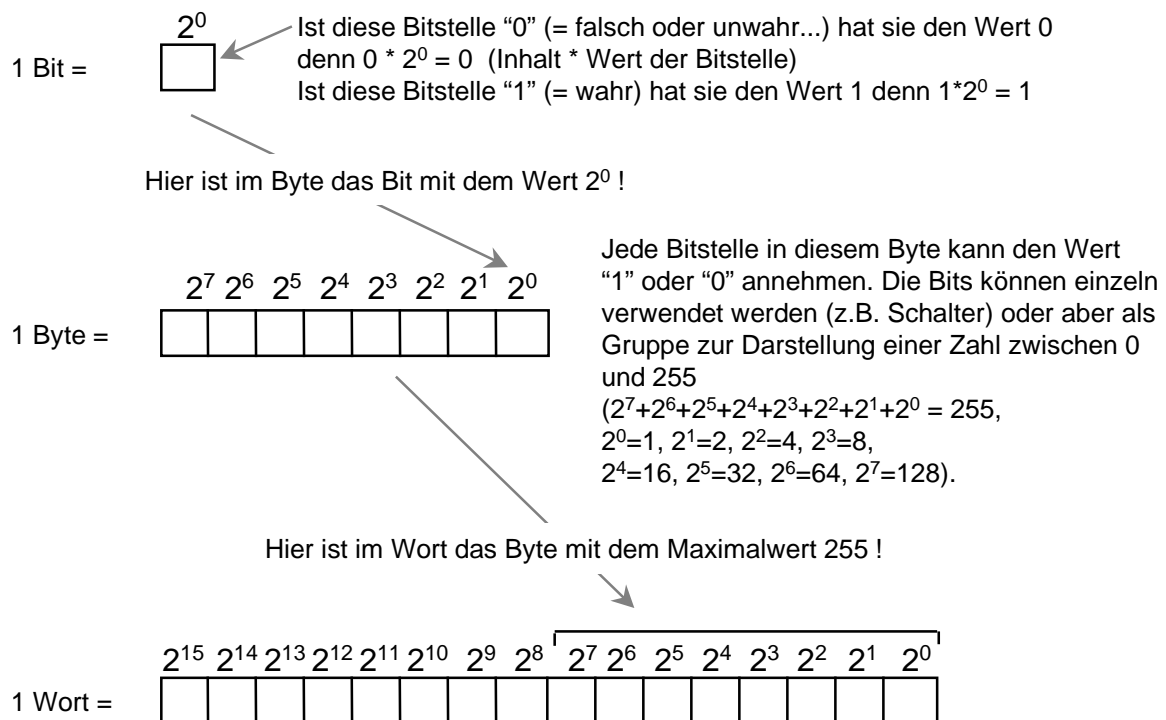 2⁰
1 Bit =
Ist diese Bitstelle “0” (= falsch oder unwahr...) hat sie den Wert 0
denn 0 * 2⁰ = 0 (Inhalt * Wert der Bitstelle)
Ist diese Bitstelle “1” (= wahr) hat sie den Wert 1 denn 1*2⁰ = 1
Hier ist im Byte das Bit mit dem Wert 2⁰ !
2⁷ 2⁶ 2⁵ 2⁴ 2³ 2² 2¹ 2⁰
1 Byte =
Jede Bitstelle in diesem Byte kann den Wert
“1” oder “0” annehmen. Die Bits können einzeln
verwendet werden (z.B. Schalter) oder aber als
Gruppe zur Darstellung einer Zahl zwischen 0
und 255
(2⁷+2⁶+2⁵+2⁴+2³+2²+2¹+2⁰ = 255,
2⁰=1, 2¹=2, 2²=4, 2³=8,
2⁴=16, 2⁵=32, 2⁶=64, 2⁷=128).
Hier ist im Wort das Byte mit dem Maximalwert 255 !
2¹⁵ 2¹⁴ 2¹³ 2¹² 2¹¹ 2¹⁰ 2⁹ 2⁸ 2⁷ 2⁶ 2⁵ 2⁴ 2³ 2² 2¹ 2⁰
1 Wort =